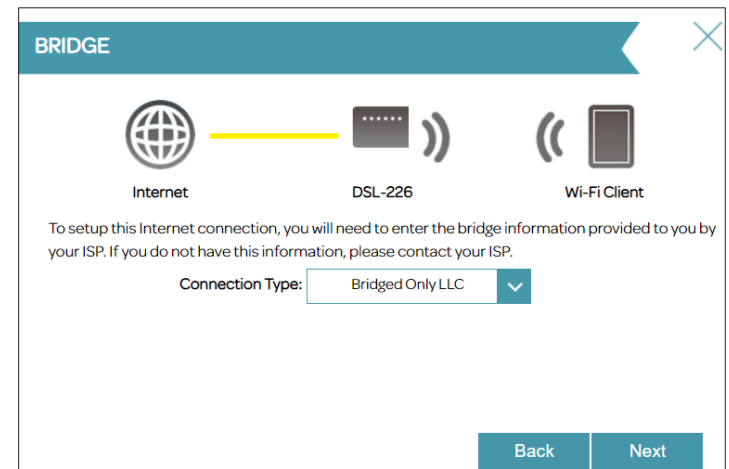 BRIDGE
Internet
DSL-226
Wi-Fi Client
To setup this Internet connection, you will need to enter the bridge information provided to you by
your ISP. If you do not have this information, please contact your ISP.
Connection Type:
Bridged Only LLC
Back
Next